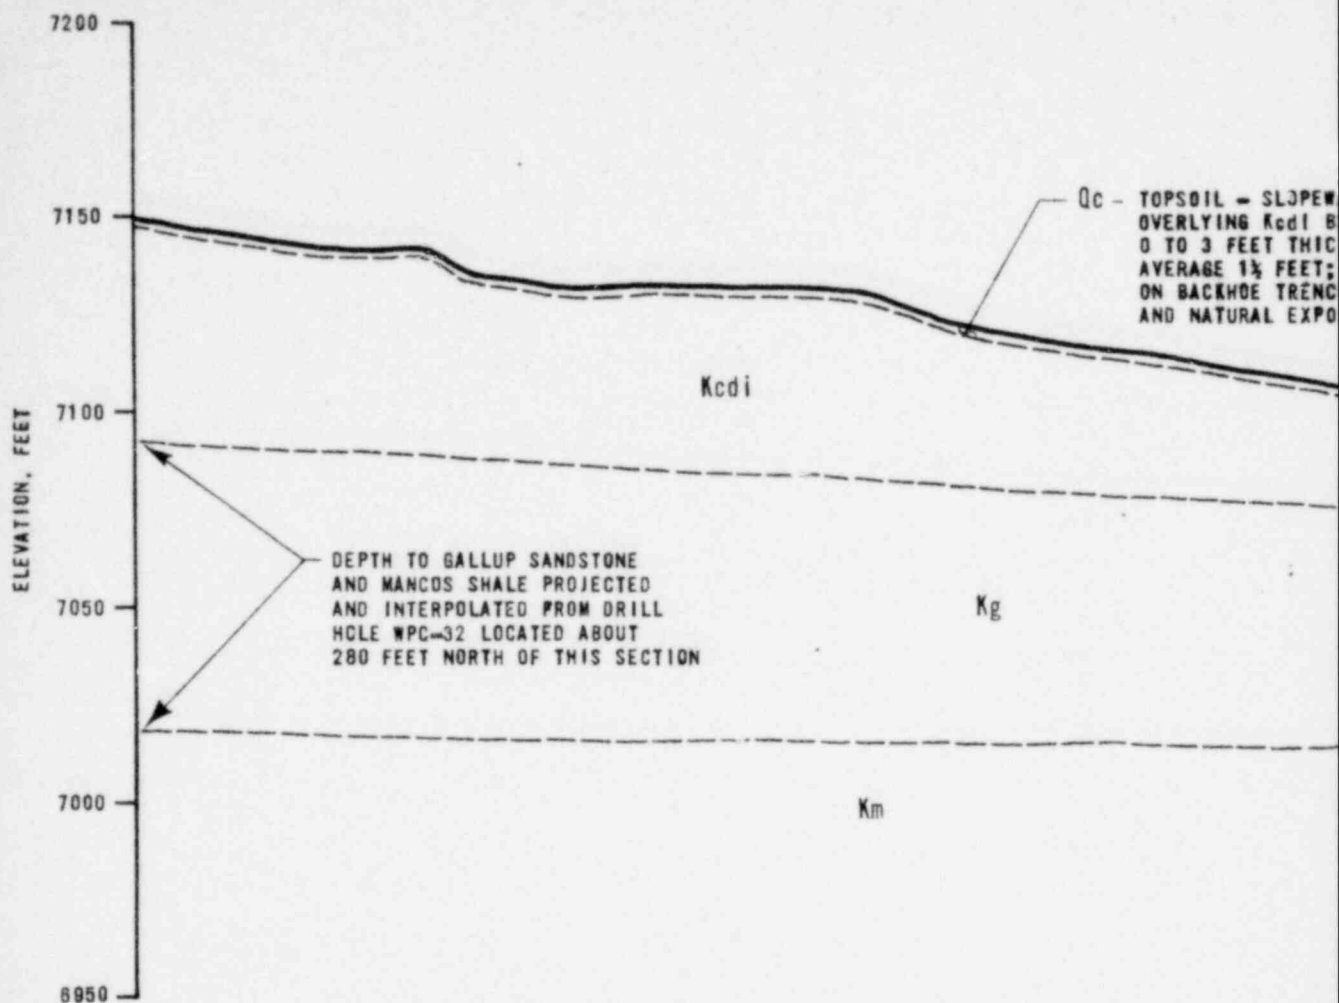 7200
7150
7100
7050
7000
6950
ELEVATION, FEET
Qc - TOPSOIL - SLOPEW
OVERLYING Kcdi B
0 TO 3 FEET THIC
AVERAGE 1½ FEET;
ON BACKHOE TRENC
AND NATURAL EXPO
Kcdi
DEPTH TO GALLUP SANDSTONE
AND MANCOS SHALE PROJECTED
AND INTERPOLATED FROM DRILL
HOLE WPC-32 LOCATED ABOUT
280 FEET NORTH OF THIS SECTION
Kg
Km